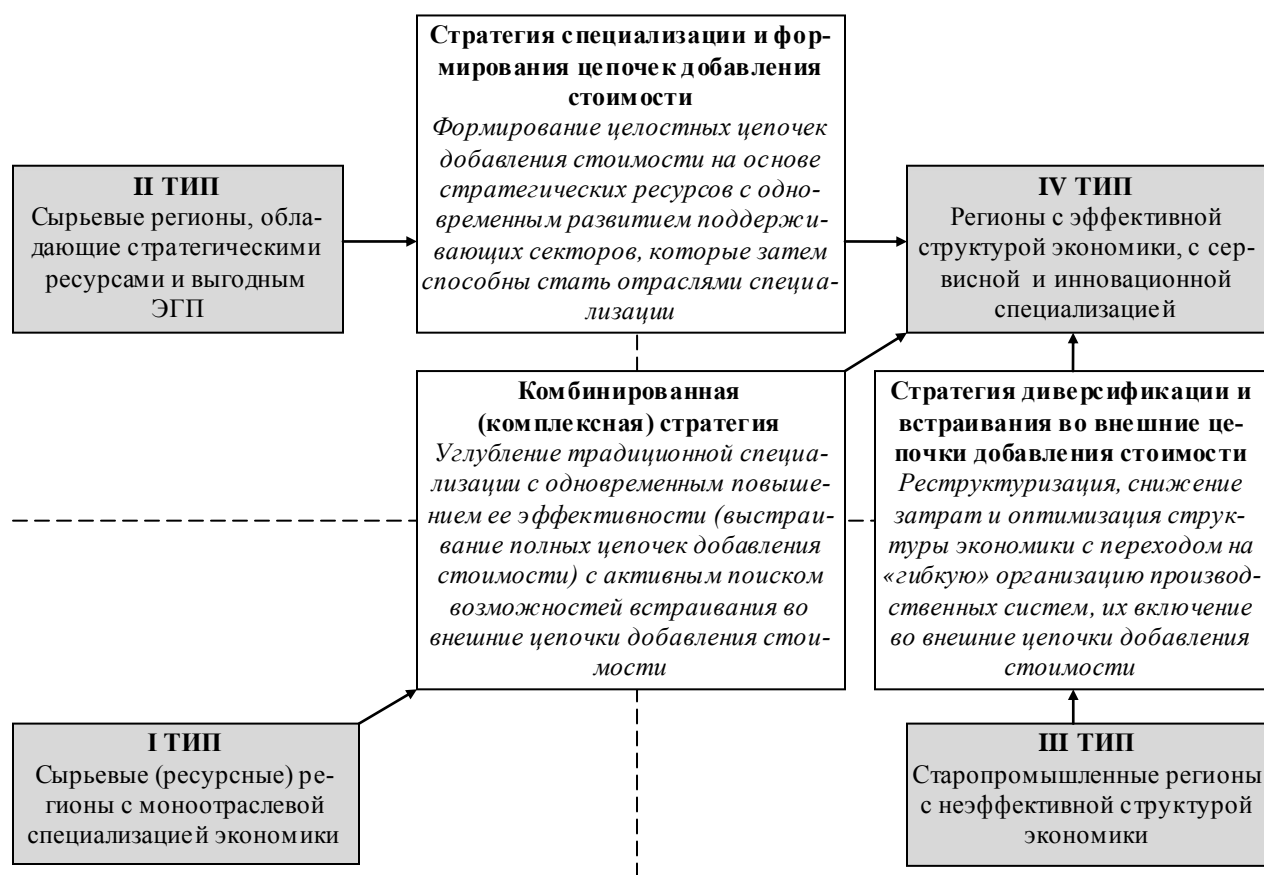 Стратегия специализации и фор-
мирования цепочек добавления
стоимости
Формирование целостных цепочек
добавления стоимости на основе
стратегических ресурсов с одно-
временным развитием поддержи-
вающих секторов, которые затем
способны стать отраслями специа-
лизации
II ТИП
Сырьевые регионы, обла-
дающие стратегическими
ресурсами и выгодным
ЭГП
IV ТИП
Регионы с эффективной
структурой экономики, с сер-
висной и инновационной
специализацией
Комбинированная
(комплексная) стратегия
Углубление традиционной специа-
лизации с одновременным повыше-
нием ее эффективности (выстраи-
вание полных цепочек добавления
стоимости) с активным поиском
возможностей встраивания во
внешние цепочки добавления стои-
мости
Стратегия диверсификации и
встраивания во внешние це-
почки добавления стоимости
Реструктуризация, снижение
затрат и оптимизация струк-
туры экономики с переходом на
«гибкую» организацию производ-
ственных систем, их включение
во внешние цепочки добавления
стоимости
I ТИП
Сырьевые (ресурсные) ре-
гионы с моноотраслевой
специализацией экономики
III ТИП
Старопромышленные регионы
с неэффективной структурой
экономики